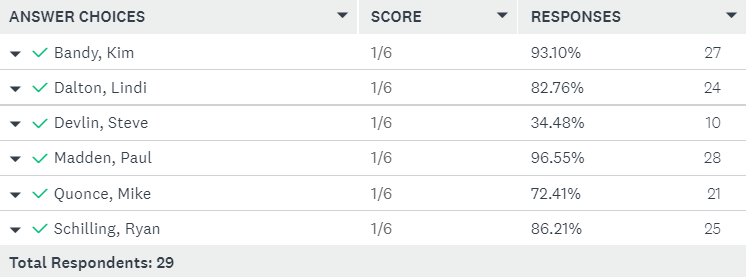 ANSWER CHOICES SCORE RESPONSES
Bandy, Kim 1/6 93.10% 27
Dalton, Lindi 1/6 82.76% 24
Devlin, Steve 1/6 34.48% 10
Madden, Paul 1/6 96.55% 28
Quonce, Mike 1/6 72.41% 21
Schilling, Ryan 1/6 86.21% 25
Total Respondents: 29